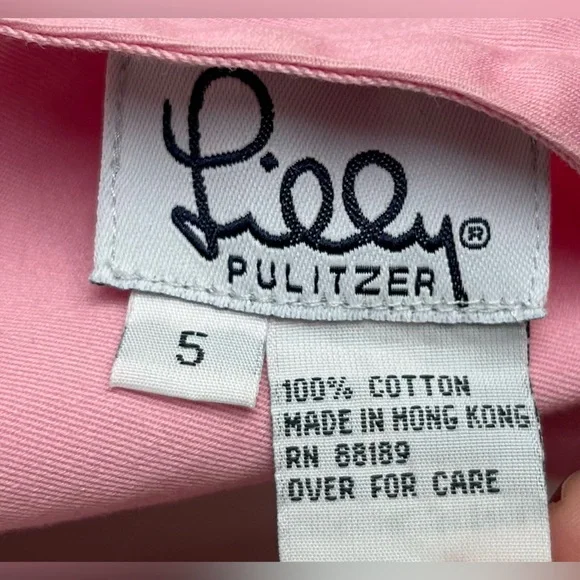 Lilly®
PULITZER
5
100% COTTON
MADE IN HONG KONG
RN 88189
OVER FOR CARE